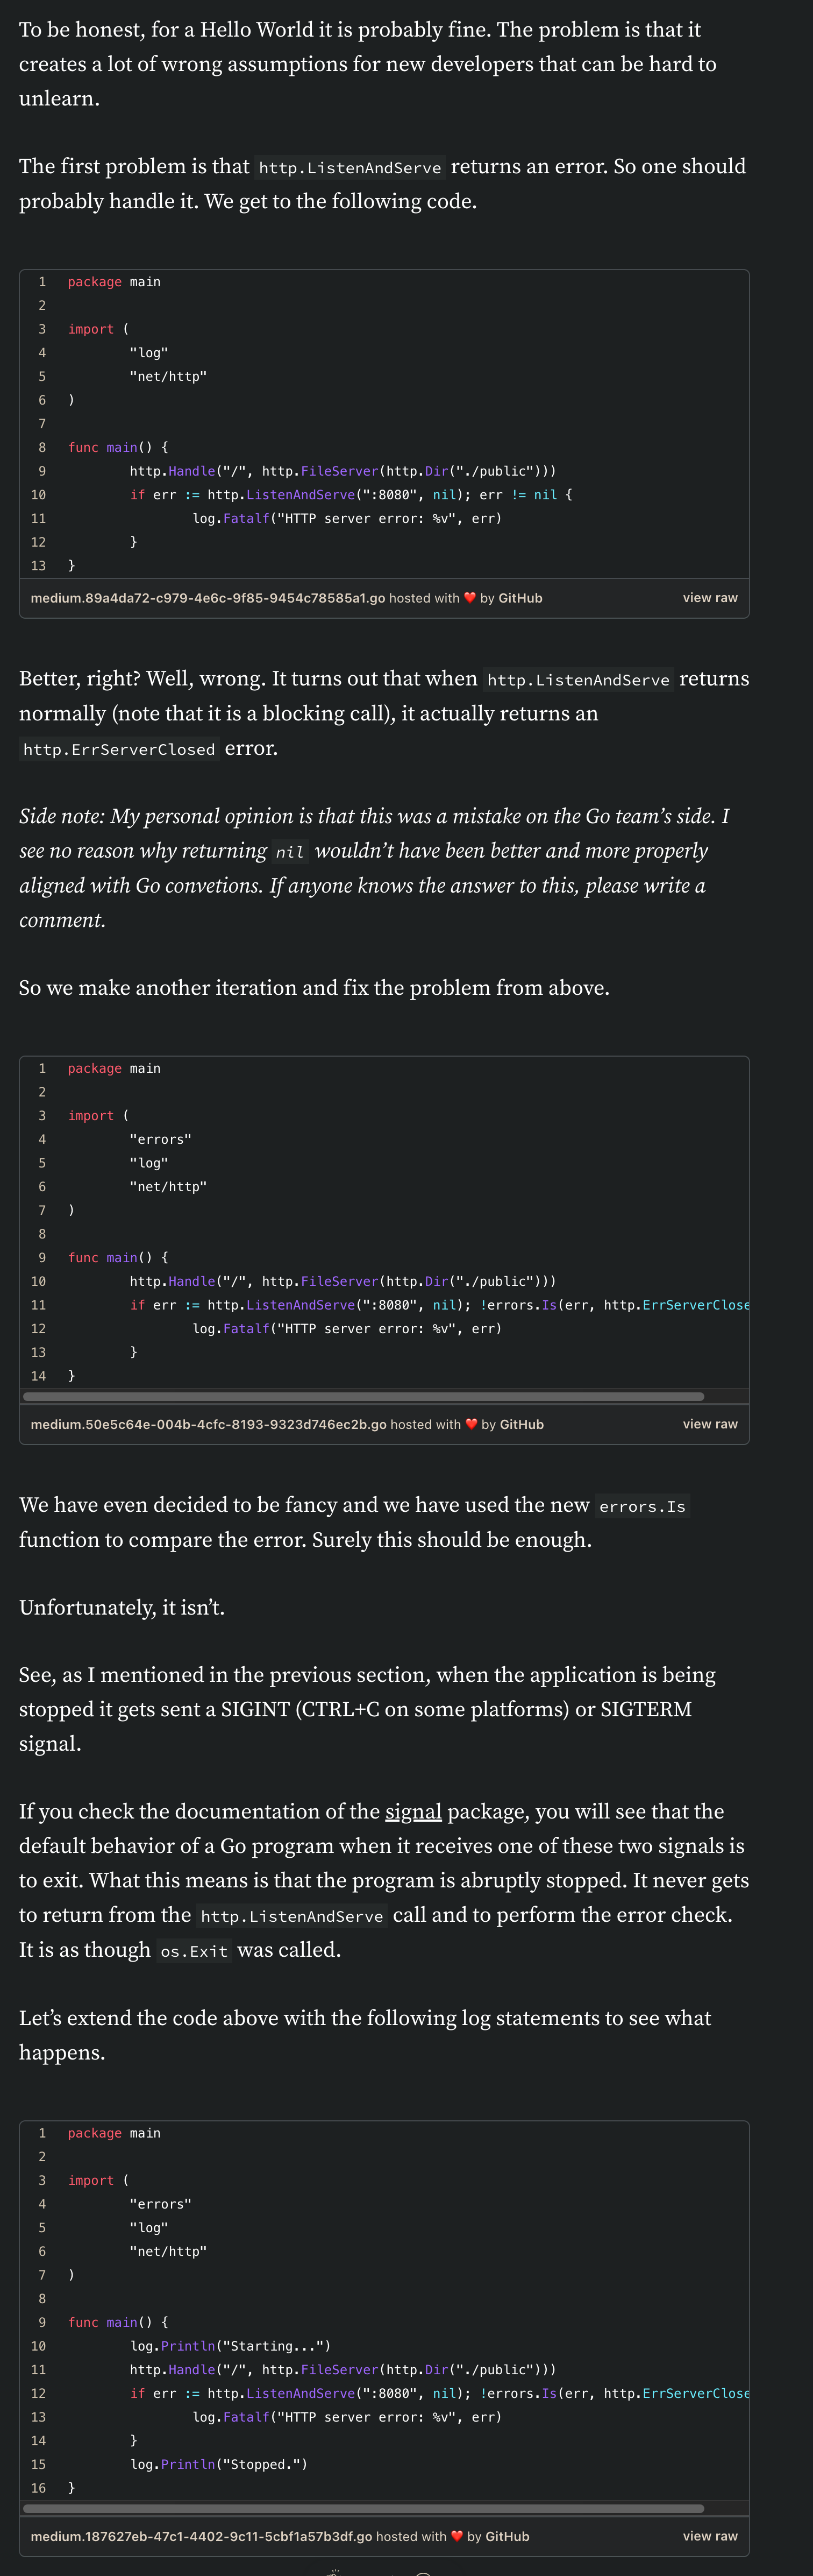 To be honest, for a Hello World it is probably fine. The problem is that it
creates a lot of wrong assumptions for new developers that can be hard to
unlearn.
The first problem is that http.ListenAndServe returns an error. So one should
probably handle it. We get to the following code.
1 package main
2
3 import (
4 "log"
5 "net/http"
6 )
7
8 func main() {
9 http.Handle("/", http.FileServer(http.Dir("./public")))
10 if err := http.ListenAndServe(":8080", nil); err != nil {
11 log.Fatalf("HTTP server error: %v", err)
12 }
13 }
medium.89a4da72-c979-4e6c-9f85-9454c78585a1.go hosted with ❤ by GitHub view raw
Better, right? Well, wrong. It turns out that when http.ListenAndServe returns
normally (note that it is a blocking call), it actually returns an
http.ErrServerClosed error.
Side note: My personal opinion is that this was a mistake on the Go team’s side. I
see no reason why returning nil wouldn’t have been better and more properly
aligned with Go convetions. If anyone knows the answer to this, please write a
comment.
So we make another iteration and fix the problem from above.
1 package main
2
3 import (
4 "errors"
5 "log"
6 "net/http"
7 )
8
9 func main() {
10 http.Handle("/", http.FileServer(http.Dir("./public")))
11 if err := http.ListenAndServe(":8080", nil); !errors.Is(err, http.ErrServerClose
12 log.Fatalf("HTTP server error: %v", err)
13 }
14 }
medium.50e5c64e-004b-4cfc-8193-9323d746ec2b.go hosted with ❤ by GitHub view raw
We have even decided to be fancy and we have used the new errors.Is
function to compare the error. Surely this should be enough.
Unfortunately, it isn’t.
See, as I mentioned in the previous section, when the application is being
stopped it gets sent a SIGINT (CTRL+C on some platforms) or SIGTERM
signal.
If you check the documentation of the signal package, you will see that the
default behavior of a Go program when it receives one of these two signals is
to exit. What this means is that the program is abruptly stopped. It never gets
to return from the http.ListenAndServe call and to perform the error check.
It is as though os.Exit was called.
Let’s extend the code above with the following log statements to see what
happens.
1 package main
2
3 import (
4 "errors"
5 "log"
6 "net/http"
7 )
8
9 func main() {
10 log.Println("Starting...")
11 http.Handle("/", http.FileServer(http.Dir("./public")))
12 if err := http.ListenAndServe(":8080", nil); !errors.Is(err, http.ErrServerClose
13 log.Fatalf("HTTP server error: %v", err)
14 }
15 log.Println("Stopped.")
16 }
medium.187627eb-47c1-4402-9c11-5cbf1a57b3df.go hosted with ❤ by GitHub view raw